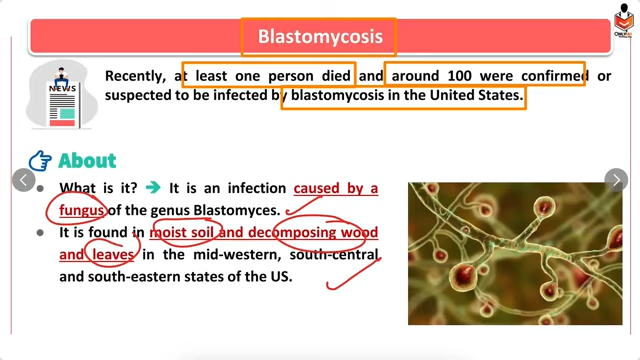 Blastomycosis
NEWS
Recently, at least one person died and around 100 were confirmed or
suspected to be infected by blastomycosis in the United States.
About
• What is it? ➔ It is an infection caused by a
fungus of the genus Blastomyces.
• It is found in moist soil and decomposing wood
and leaves in the mid-western, south-central
and south-eastern states of the US.